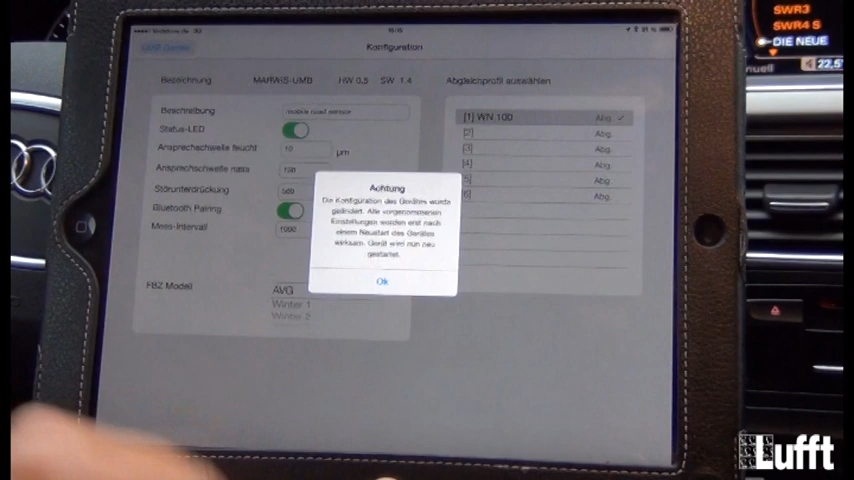 SWR3
SWR4 S
DIE NEUE
22,5
Konfiguration
Bezeichnung MARWIS-UMB HW 0.5 SW 1.4
Abgleichprofil auswählen
Beschreibung mobile road sensor
Status-LED
Ansprechschwelle feucht 10 µm
Ansprechschwelle nass 150
Störunterdrückung 500
Bluetooth Pairing
Mess-Intervall 1000
FBZ Modell AVG
Winter 1
Winter 2
[1] WN 100 Abg. ✓
[2] Abg.
[3] Abg.
[4] Abg.
[5] Abg.
[6] Abg.
Achtung
Die Konfiguration des Gerätes wurde
geändert. Alle vorgenommenen
Einstellungen werden erst nach
einem Neustart des Gerätes
wirksam. Gerät wird nun neu
gestartet.
Ok
Lufft